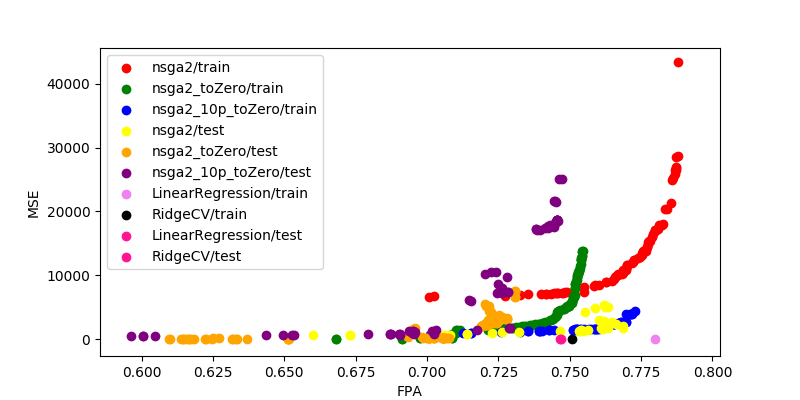 nsga2/train
nsga2_toZero/train
nsga2_10p_toZero/train
nsga2/test
nsga2_toZero/test
nsga2_10p_toZero/test
LinearRegression/train
RidgeCV/train
LinearRegression/test
RidgeCV/test
MSE
40000
30000
20000
10000
0
0.600 0.625 0.650 0.675 0.700 0.725 0.750 0.775 0.800
FPA